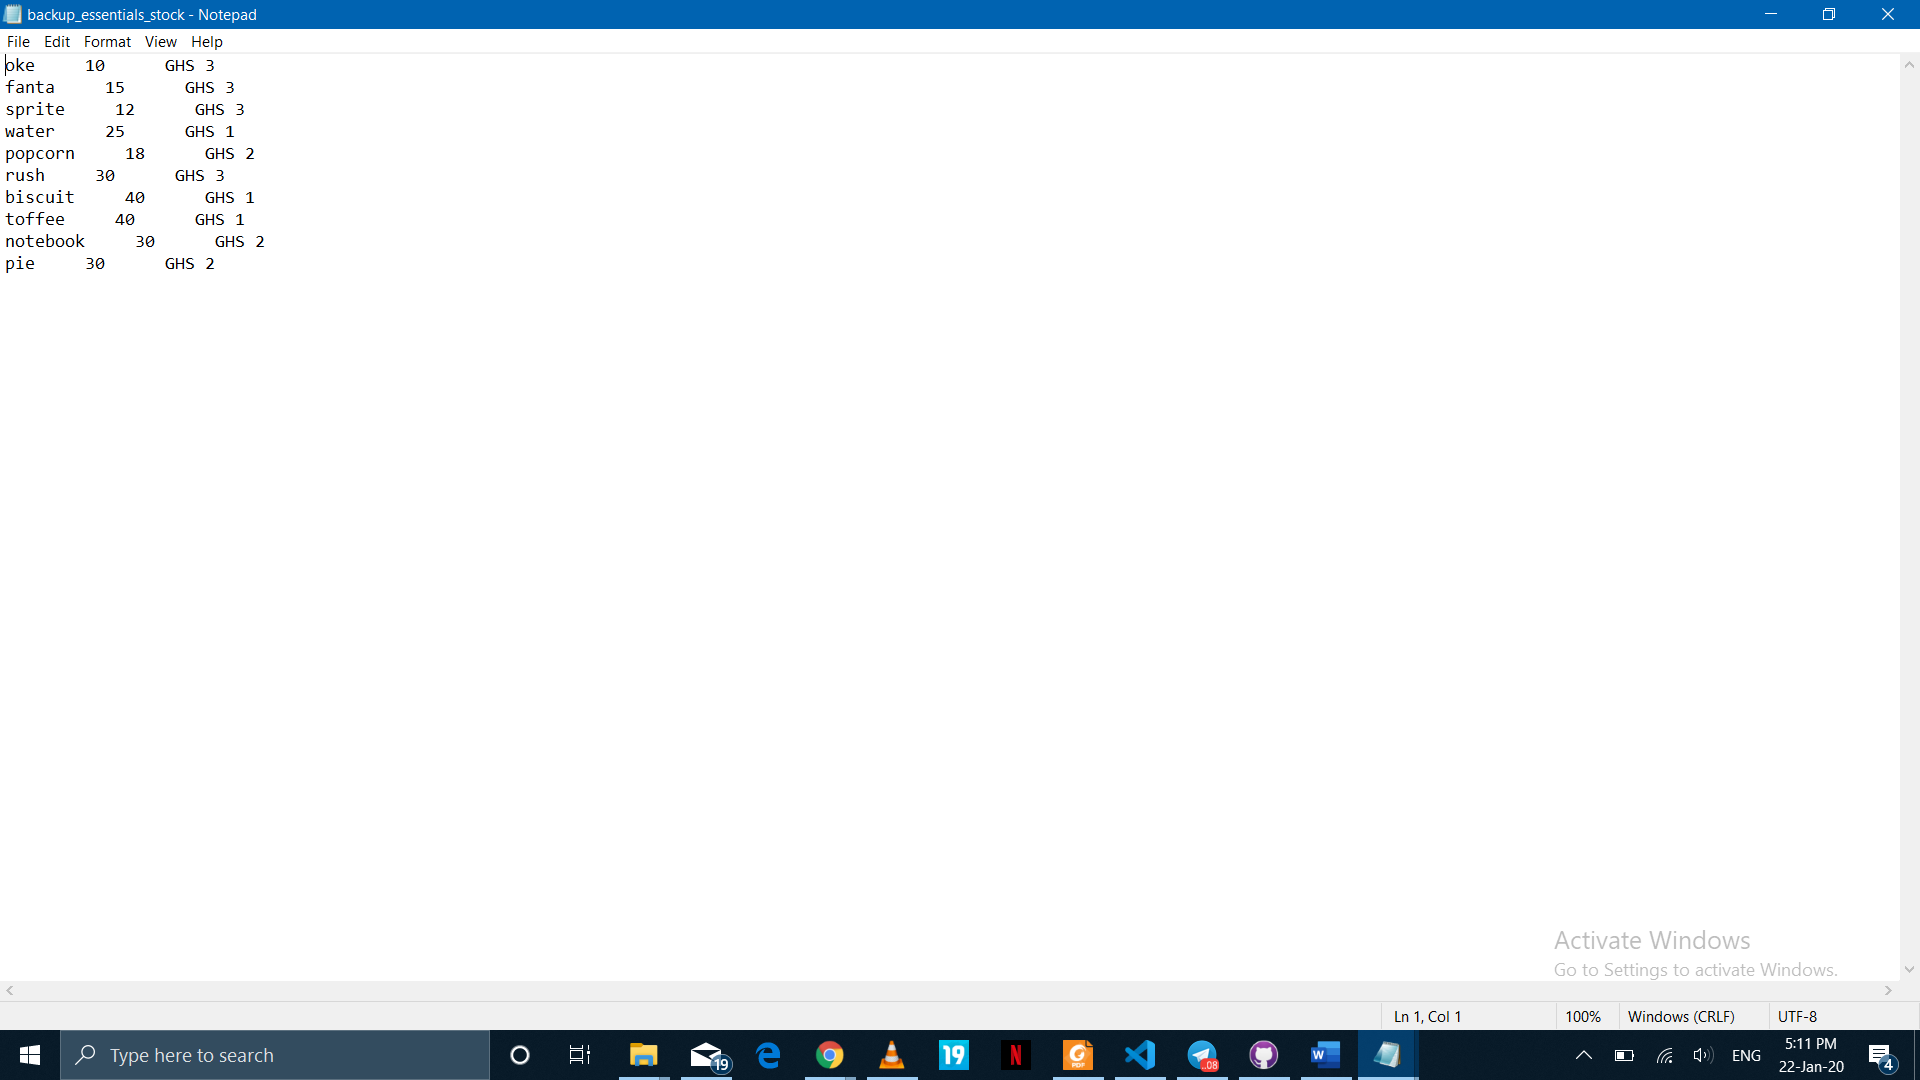 backup_essentials_stock - Notepad
File Edit Format View Help
oke 10 GHS 3
fanta 15 GHS 3
sprite 12 GHS 3
water 25 GHS 1
popcorn 18 GHS 2
rush 30 GHS 3
biscuit 40 GHS 1
toffee 40 GHS 1
notebook 30 GHS 2
pie 30 GHS 2
Activate Windows
Go to Settings to activate Windows.
Ln 1, Col 1 100% Windows (CRLF) UTF-8
Type here to search 19 19 N PDF ..08 W ENG 5:11 PM 4
22-Jan-20